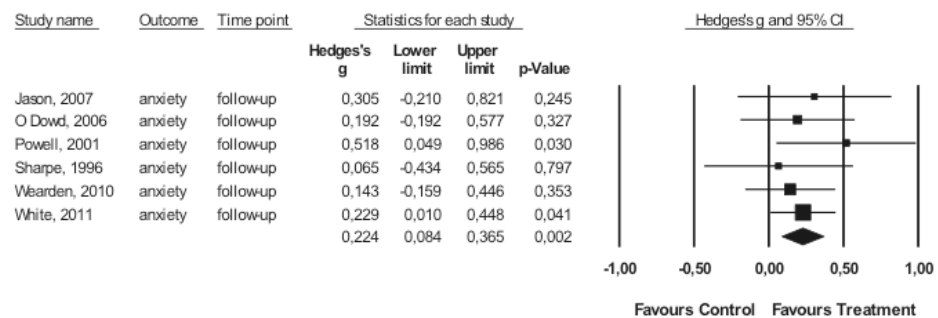 Study name Outcome Time point Statistics for each study Hedges's g and 95% CI
Hedges's g Lower limit Upper limit p-Value
Jason, 2007 anxiety follow-up 0,305 -0,210 0,821 0,245
O Dowd, 2006 anxiety follow-up 0,192 -0,192 0,577 0,327
Powell, 2001 anxiety follow-up 0,518 0,049 0,986 0,030
Sharpe, 1996 anxiety follow-up 0,065 -0,434 0,565 0,797
Wearden, 2010 anxiety follow-up 0,143 -0,159 0,446 0,353
White, 2011 anxiety follow-up 0,229 0,010 0,448 0,041
0,224 0,084 0,365 0,002
-1,00 -0,50 0,00 0,50 1,00
Favours Control Favours Treatment